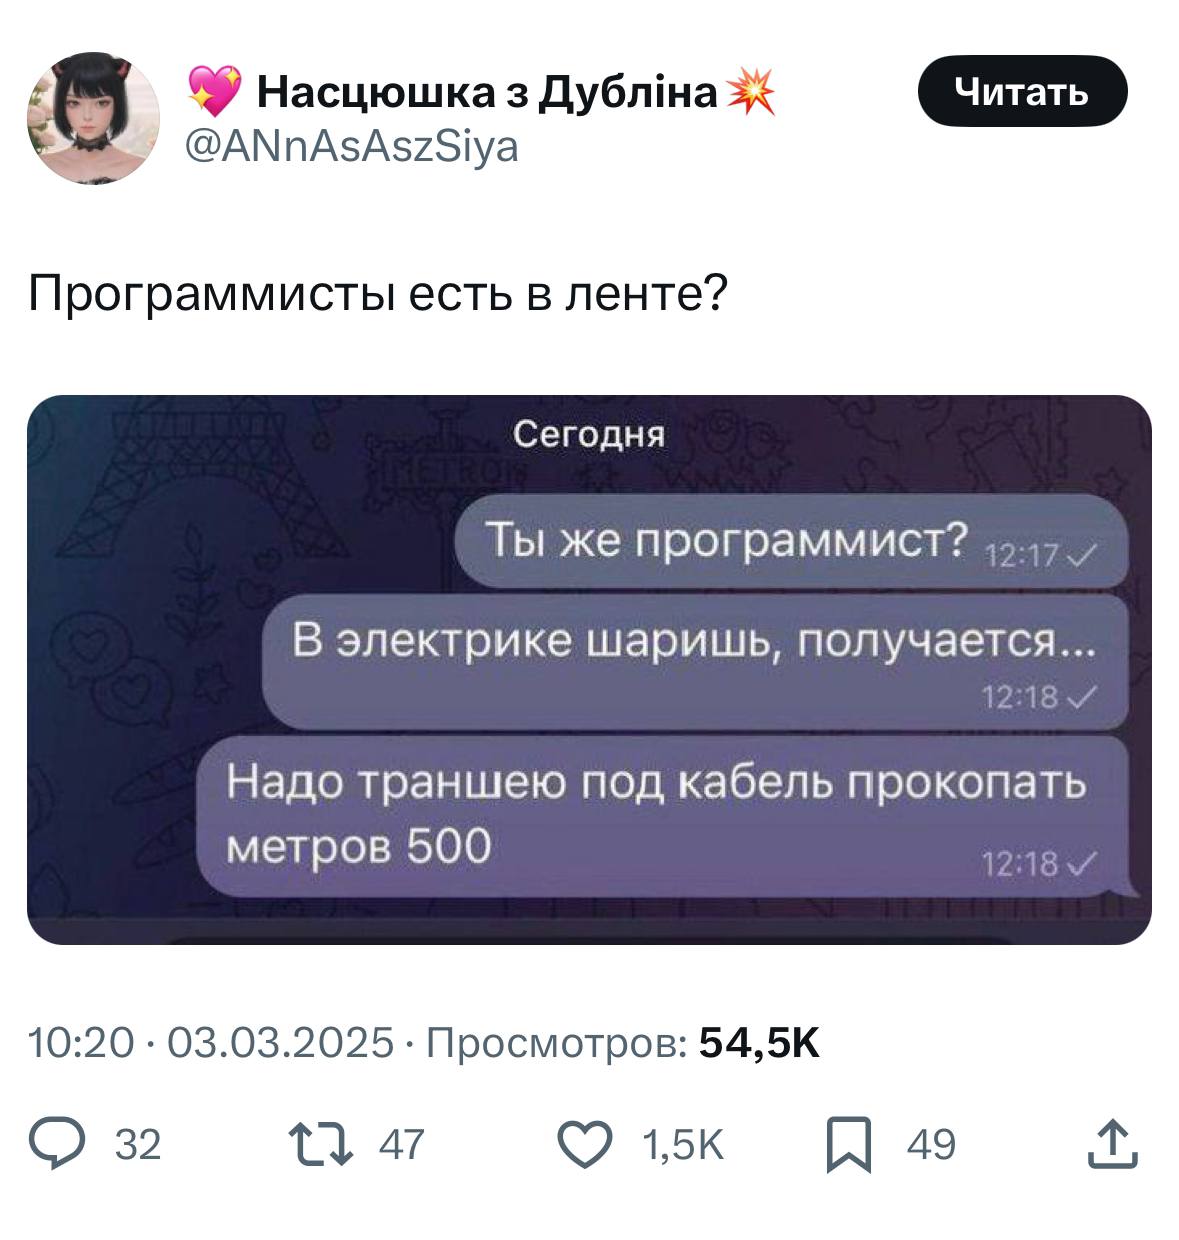 💖 Насцюшка з Дубліна💥
Читать
@ANnAsAszSiya
Программисты есть в ленте?
Сегодня
METRO
Ты же программист? 12:17
В электрике шаришь, получается...
12:18
Надо траншею под кабель прокопать
метров 500
12:18
10:20 · 03.03.2025 · Просмотров: 54,5K
32 47 1,5K 49